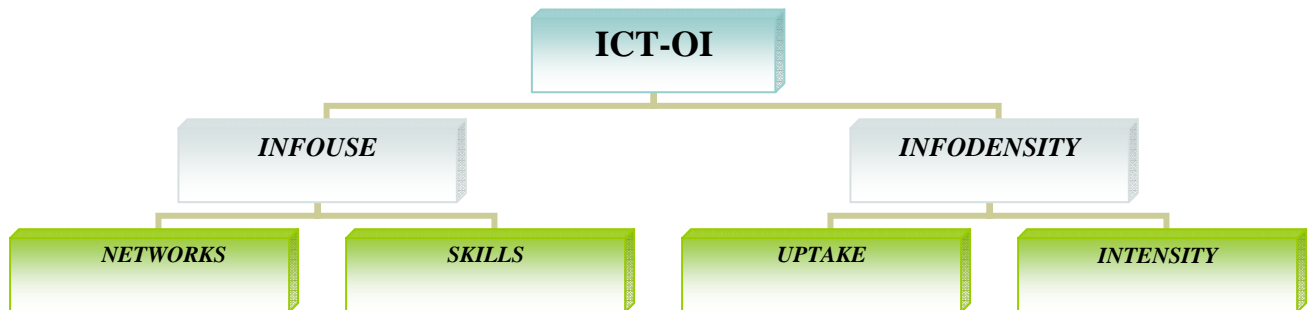 ICT-OI
INFOUSE
INFODENSITY
NETWORKS
SKILLS
UPTAKE
INTENSITY